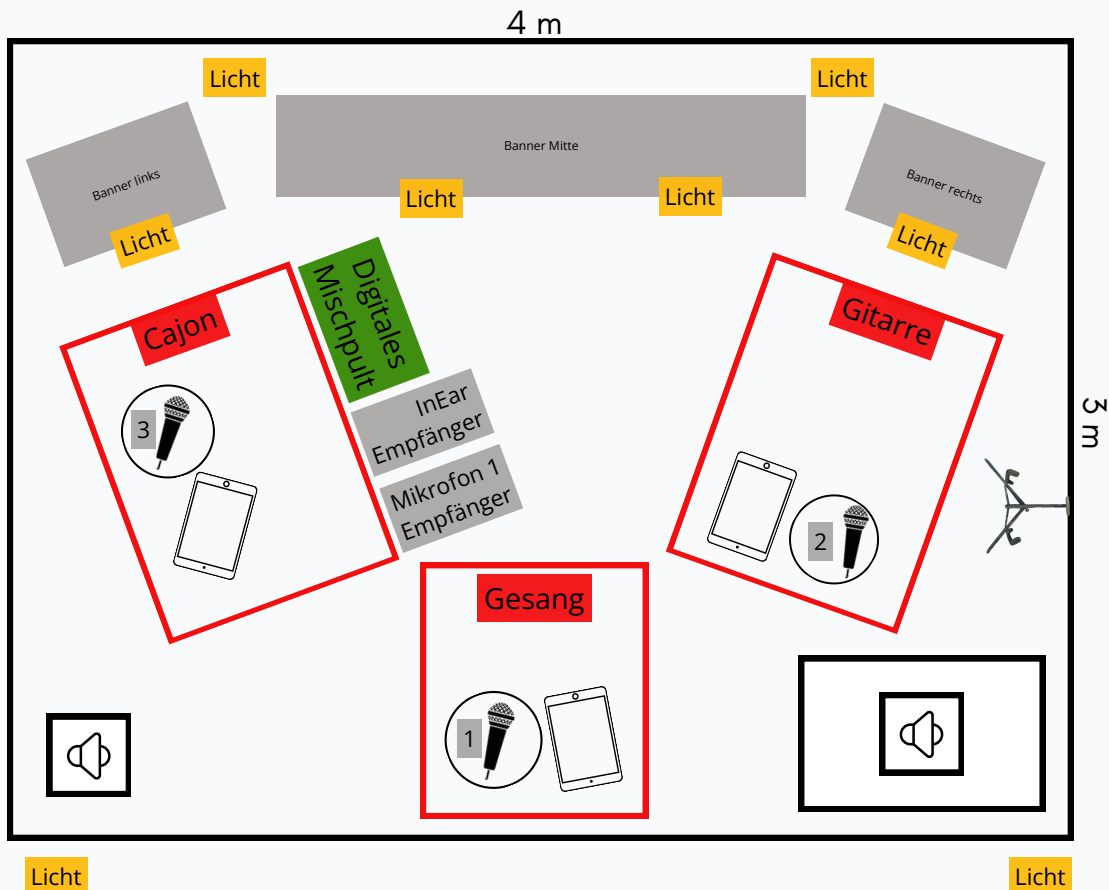 4 m
Licht
Licht
Banner Mitte
Banner links
Banner rechts
Licht
Licht
Licht
Licht
Digitales
Mischpult
Cajon
Gitarre
InEar
Empfänger
3
3 m
Mikrofon 1
Empfänger
2
Gesang
1
Licht
Licht